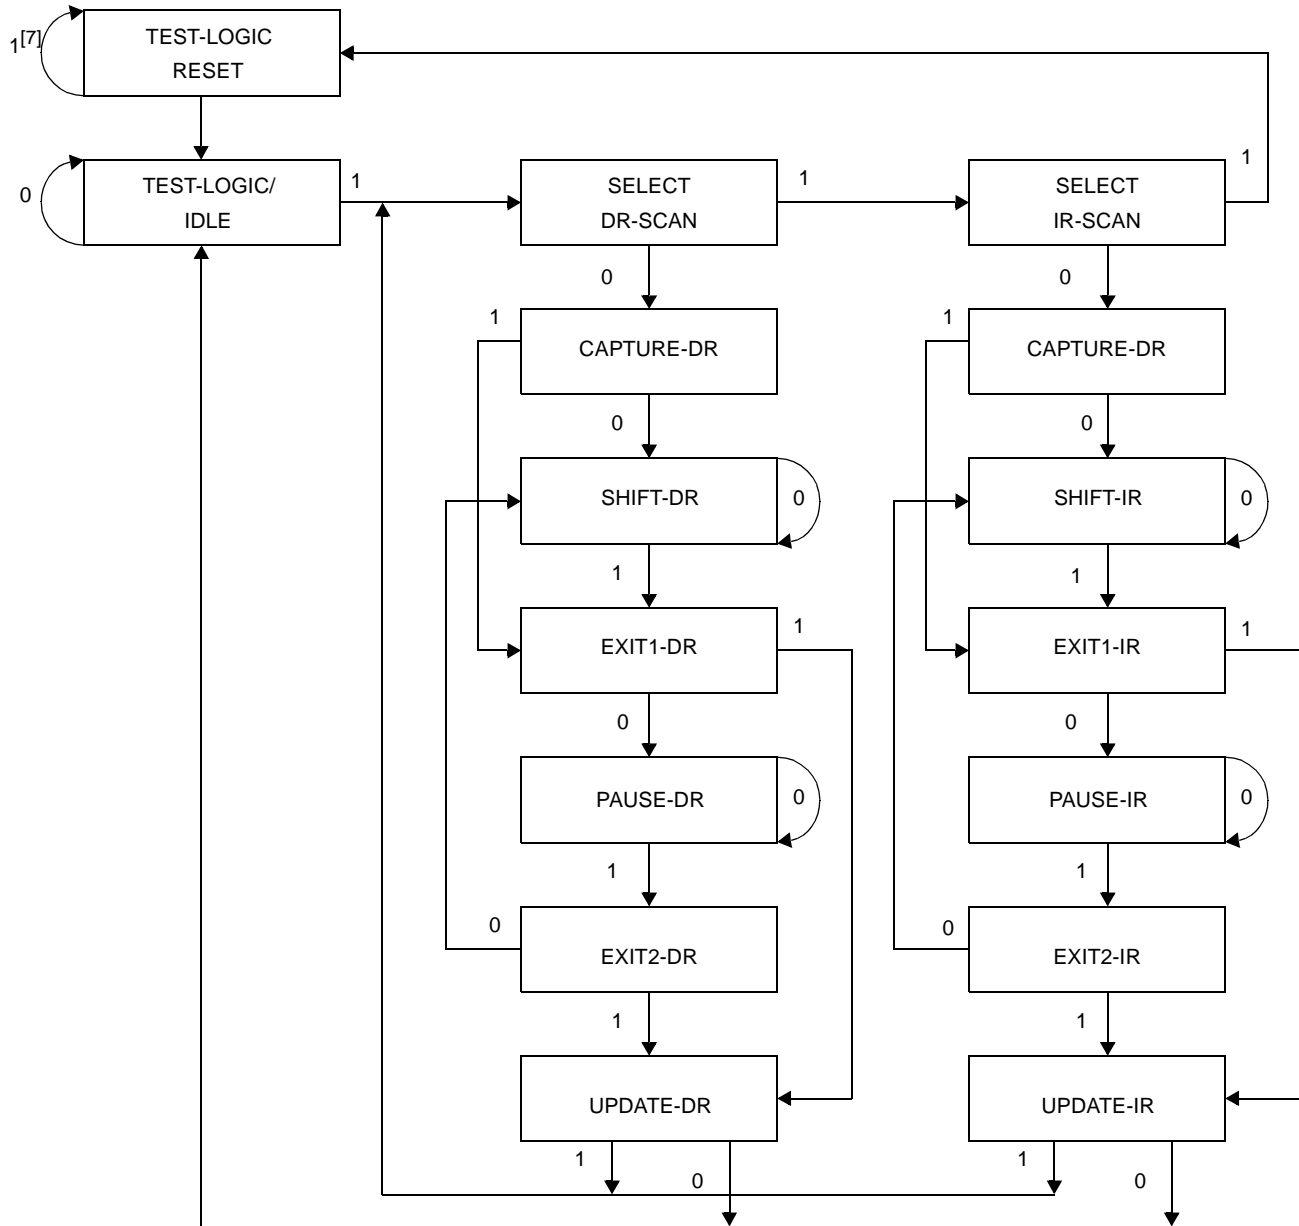 TEST-LOGIC
RESET
1[7]
TEST-LOGIC/
IDLE
0
1
SELECT
DR-SCAN
1
SELECT
IR-SCAN
1
0
0
1
CAPTURE-DR
1
CAPTURE-DR
0
0
SHIFT-DR
0
SHIFT-IR
0
1
1
EXIT1-DR
1
EXIT1-IR
1
0
0
PAUSE-DR
0
PAUSE-IR
0
1
1
0
EXIT2-DR
0
EXIT2-IR
1
1
UPDATE-DR
UPDATE-IR
1
0
1
0